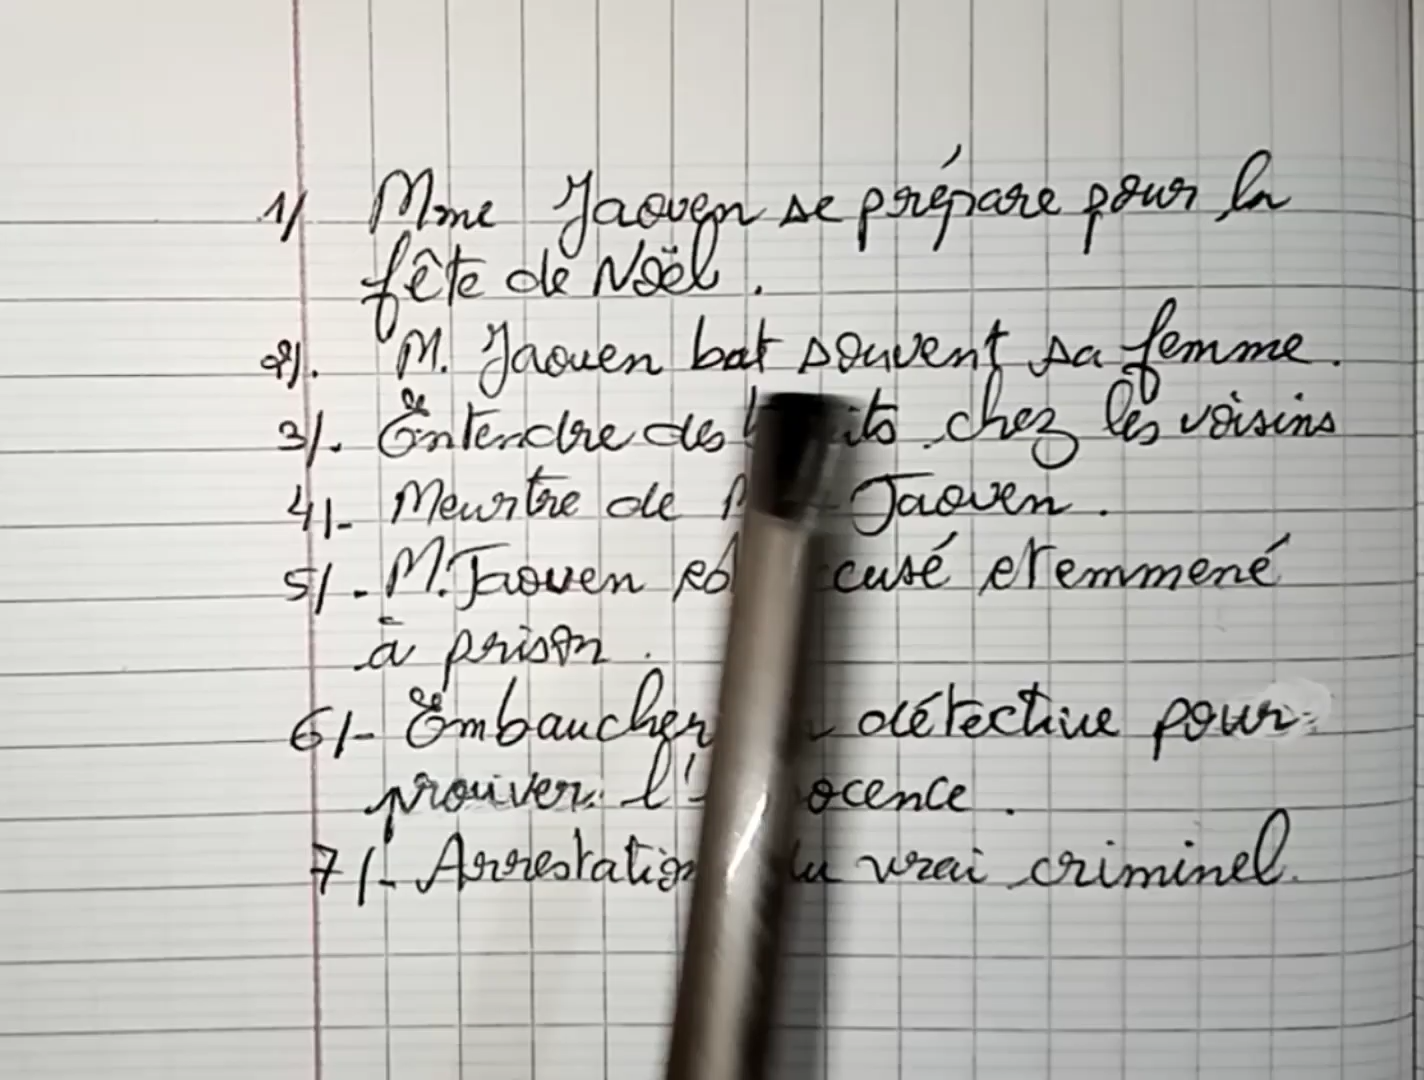 1/ Mme Jaouen se prépare pour la
fête de Noël.
2/. M. Jaouen bat souvent sa femme.
3/. Entendre des chez les voisins
4/- Meurtre de Jaouen.
5/- M. Jaouen et emmené
à prison.
6/- Embaucher détective pour
prouver
7/- Arrestation vrai criminel.